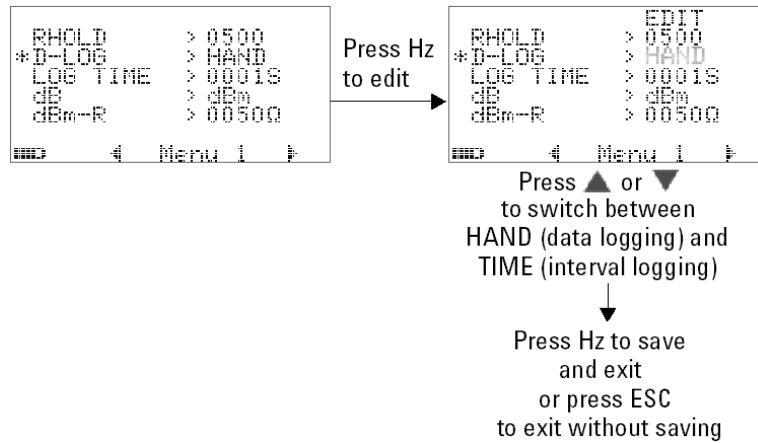 RHOLD > 0500
*D-LOG > HAND
LOG TIME > 0001S
dB > dBm
dBm-R > 0050Ω
Menu 1
Press Hz
to edit
EDIT
RHOLD > 0500
*D-LOG > HAND
LOG TIME > 0001S
dB > dBm
dBm-R > 0050Ω
Menu 1
Press ▲ or ▼
to switch between
HAND (data logging) and
TIME (interval logging)
Press Hz to save
and exit
or press ESC
to exit without saving